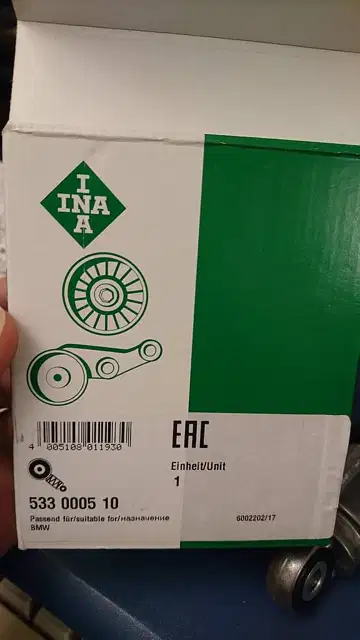 I
INA
A
4 005108 011930
EAC
Einheit/Unit
1
533 0005 10
Passend für/suitable for/назначение
BMW
6002202/17